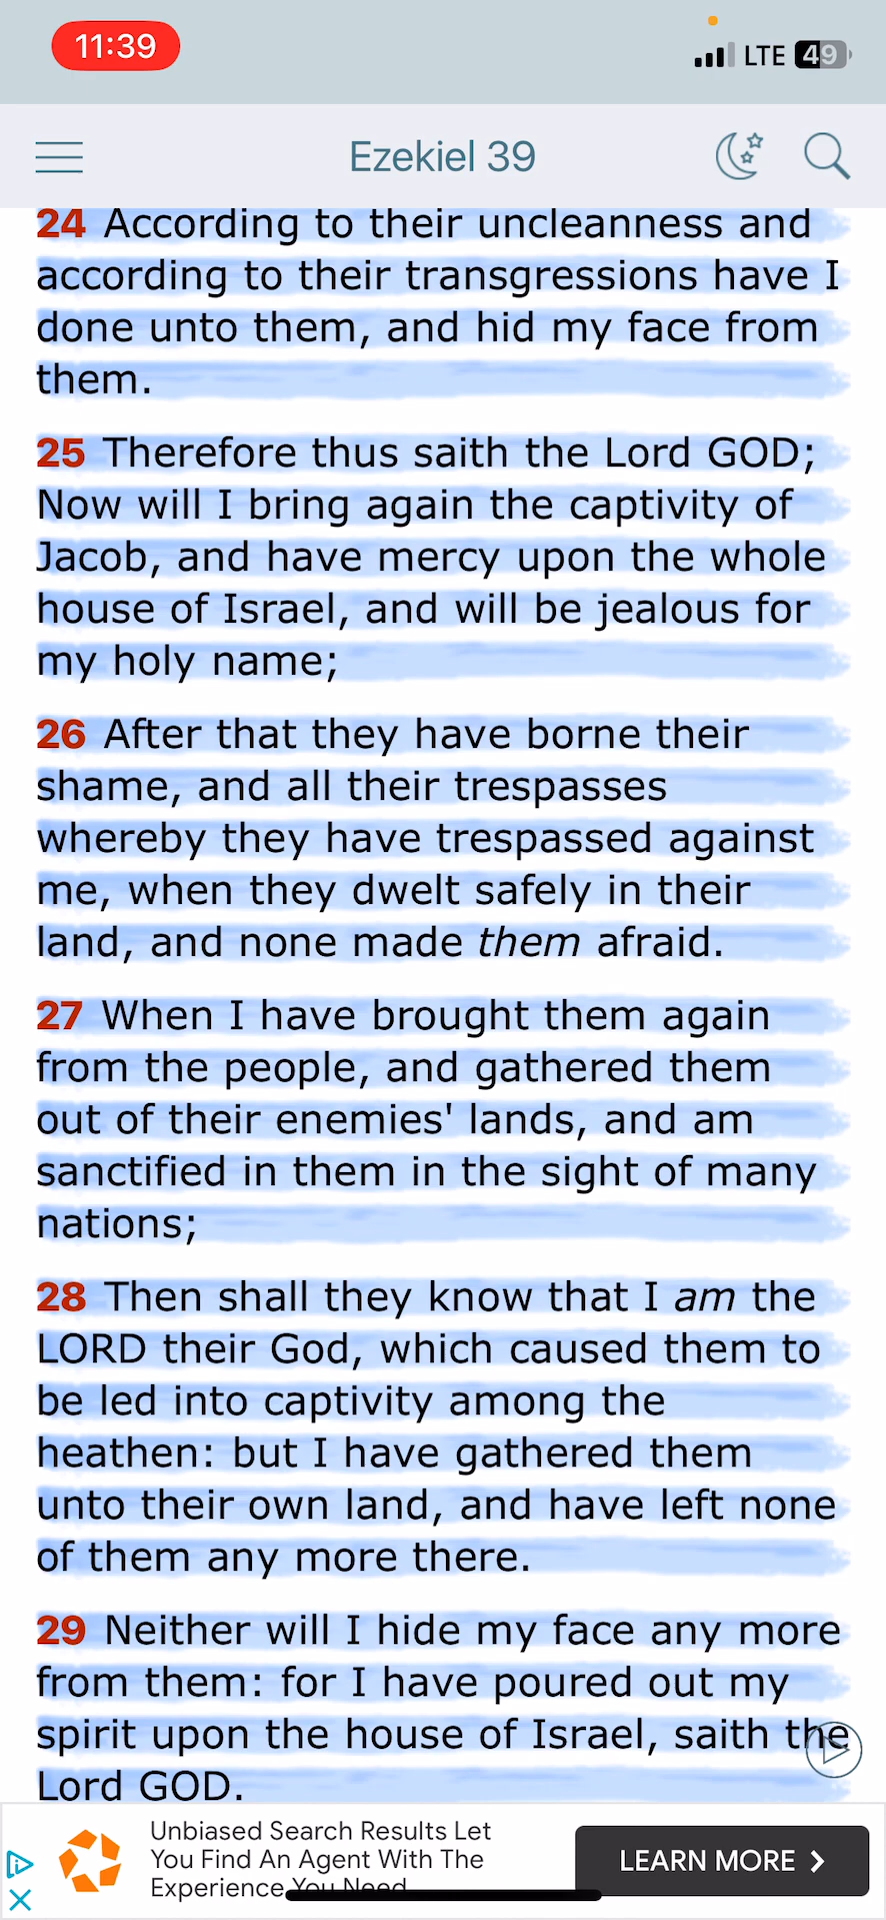 11:39
LTE 49
Ezekiel 39
24 According to their uncleanness and
according to their transgressions have I
done unto them, and hid my face from
them.
25 Therefore thus saith the Lord GOD;
Now will I bring again the captivity of
Jacob, and have mercy upon the whole
house of Israel, and will be jealous for
my holy name;
26 After that they have borne their
shame, and all their trespasses
whereby they have trespassed against
me, when they dwelt safely in their
land, and none made them afraid.
27 When I have brought them again
from the people, and gathered them
out of their enemies' lands, and am
sanctified in them in the sight of many
nations;
28 Then shall they know that I am the
LORD their God, which caused them to
be led into captivity among the
heathen: but I have gathered them
unto their own land, and have left none
of them any more there.
29 Neither will I hide my face any more
from them: for I have poured out my
spirit upon the house of Israel, saith the
Lord GOD.
Unbiased Search Results Let
You Find An Agent With The
Experience You Need
LEARN MORE